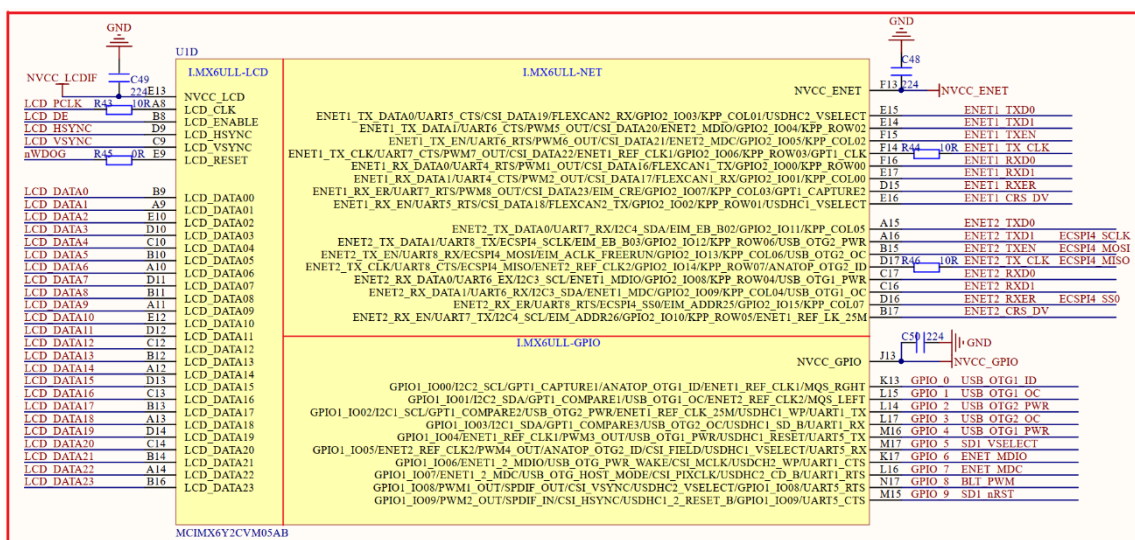 GND
GND
U1D
C49
224
NVCC_LCDIF
E13
I.MX6ULL-LCD
I.MX6ULL-NET
C48
224
F13
NVCC_ENET
NVCC_LCD
NVCC_ENET
LCD_PCLK R43 10R A8 LCD_CLK
LCD_DE B8 LCD_ENABLE
LCD_HSYNC D9 LCD_HSYNC
LCD_VSYNC C9 LCD_VSYNC
nWDOG R45 0R E9 LCD_RESET
LCD_DATA0 B9 LCD_DATA00
LCD_DATA1 A9 LCD_DATA01
LCD_DATA2 E10 LCD_DATA02
LCD_DATA3 D10 LCD_DATA03
LCD_DATA4 C10 LCD_DATA04
LCD_DATA5 B10 LCD_DATA05
LCD_DATA6 A10 LCD_DATA06
LCD_DATA7 D11 LCD_DATA07
LCD_DATA8 B11 LCD_DATA08
LCD_DATA9 A11 LCD_DATA09
LCD_DATA10 E12 LCD_DATA10
LCD_DATA11 D12 LCD_DATA11
LCD_DATA12 C12 LCD_DATA12
LCD_DATA13 B12 LCD_DATA13
LCD_DATA14 A12 LCD_DATA14
LCD_DATA15 D13 LCD_DATA15
LCD_DATA16 C13 LCD_DATA16
LCD_DATA17 B13 LCD_DATA17
LCD_DATA18 A13 LCD_DATA18
LCD_DATA19 D14 LCD_DATA19
LCD_DATA20 C14 LCD_DATA20
LCD_DATA21 B14 LCD_DATA21
LCD_DATA22 A14 LCD_DATA22
LCD_DATA23 B16 LCD_DATA23
ENET1_TX_DATA0/UART5_CTS/CSI_DATA19/FLEXCAN2_RX/GPIO2_IO03/KPP_COL01/USDHC2_VSELECT E15 ENET1_TXD0
ENET1_TX_DATA1/UART6_CTS/PWM5_OUT/CSI_DATA20/ENET2_MDIO/GPIO2_IO04/KPP_ROW02 E14 ENET1_TXD1
ENET1_TX_EN/UART6_RTS/PWM6_OUT/CSI_DATA21/ENET2_MDC/GPIO2_IO05/KPP_COL02 F15 ENET1_TXEN
ENET1_TX_CLK/UART7_CTS/PWM7_OUT/CSI_DATA22/ENET1_REF_CLK1/GPIO2_IO06/KPP_ROW03/GPT1_CLK F14 R44 10R ENET1_TX_CLK
ENET1_RX_DATA0/UART4_RTS/PWM1_OUT/CSI_DATA16/FLEXCAN1_TX/GPIO2_IO00/KPP_ROW00 F16 ENET1_RXD0
ENET1_RX_DATA1/UART4_CTS/PWM2_OUT/CSI_DATA17/FLEXCAN1_RX/GPIO2_IO01/KPP_COL00 E17 ENET1_RXD1
ENET1_RX_ER/UART7_RTS/PWM8_OUT/CSI_DATA23/EIM_CRE/GPIO2_IO07/KPP_COL03/GPT1_CAPTURE2 D15 ENET1_RXER
ENET1_RX_EN/UART5_RTS/CSI_DATA18/FLEXCAN2_TX/GPIO2_IO02/KPP_ROW01/USDHC1_VSELECT E16 ENET1_CRS_DV
ENET2_TX_DATA0/UART7_RX/I2C4_SDA/EIM_EB_B02/GPIO2_IO11/KPP_COL05 A15 ENET2_TXD0
ENET2_TX_DATA1/UART8_TX/ECSPI4_SCLK/EIM_EB_B03/GPIO2_IO12/KPP_ROW06/USB_OTG2_PWR A16 ENET2_TXD1 ECSPI4_SCLK
ENET2_TX_EN/UART8_RX/ECSPI4_MOSI/EIM_ACLK_FREERUN/GPIO2_IO13/KPP_COL06/USB_OTG2_OC B15 ENET2_TXEN ECSPI4_MOSI
ENET2_TX_CLK/UART8_CTS/ECSPI4_MISO/ENET2_REF_CLK2/GPIO2_IO14/KPP_ROW07/ANATOP_OTG2_ID D17 R46 10R ENET2_TX_CLK ECSPI4_MISO
ENET2_RX_DATA0/UART6_EX/I2C3_SCL/ENET1_MDIO/GPIO2_IO08/KPP_ROW04/USB_OTG1_PWR C17 ENET2_RXD0
ENET2_RX_DATA1/UART6_RX/I2C3_SDA/ENET1_MDC/GPIO2_IO09/KPP_COL04/USB_OTG1_OC C16 ENET2_RXD1
ENET2_RX_ER/UART8_RTS/ECSPI4_SS0/EIM_ADDR25/GPIO2_IO15/KPP_COL07 D16 ENET2_RXER ECSPI4_SS0
ENET2_RX_EN/UART7_TX/I2C4_SCL/EIM_ADDR26/GPIO2_IO10/KPP_ROW05/ENET1_REF_LK_25M B17 ENET2_CRS_DV
I.MX6ULL-GPIO
C50 224
GND
NVCC_GPIO J13 NVCC_GPIO
GPIO1_IO00/I2C2_SCL/GPT1_CAPTURE1/ANATOP_OTG1_ID/ENET1_REF_CLK1/MQS_RGHT K13 GPIO_0 USB_OTG1_ID
GPIO1_IO01/I2C2_SDA/GPT1_COMPARE1/USB_OTG1_OC/ENET2_REF_CLK2/MQS_LEFT L15 GPIO_1 USB_OTG1_OC
GPIO1_IO02/I2C1_SCL/GPT1_COMPARE2/USB_OTG2_PWR/ENET1_REF_CLK_25M/USDHC1_WP/UART1_TX L14 GPIO_2 USB_OTG2_PWR
GPIO1_IO03/I2C1_SDA/GPT1_COMPARE3/USB_OTG2_OC/USDHC1_SD_B/UART1_RX L17 GPIO_3 USB_OTG2_OC
GPIO1_IO04/ENET1_REF_CLK1/PWM3_OUT/USB_OTG1_PWR/USDHC1_RESET/UART5_TX M16 GPIO_4 USB_OTG1_PWR
GPIO1_IO05/ENET2_REF_CLK2/PWM4_OUT/ANATOP_OTG2_ID/CSI_FIELD/USDHC1_VSELECT/UART5_RX M17 GPIO_5 SD1_VSELECT
GPIO1_IO06/ENET1_2_MDIO/USB_OTG_PWR_WAKE/CSI_MCLK/USDCH2_WP/UART1_CTS K17 GPIO_6 ENET_MDIO
GPIO1_IO07/ENET1_2_MDC/USB_OTG_HOST_MODE/CSI_PIXCLK/USDHC2_CD_B/UART1_RTS L16 GPIO_7 ENET_MDC
GPIO1_IO08/PWM1_OUT/SPDIF_OUT/CSI_VSYNC/USDHC2_VSELECT/GPIO1_IO08/UART5_RTS N17 GPIO_8 BLT_PWM
GPIO1_IO09/PWM2_OUT/SPDIF_IN/CSI_HSYNC/USDHC1_2_RESET_B/GPIO1_IO09/UART5_CTS M15 GPIO_9 SD1_nRST
MCIMX6Y2CVM05AB